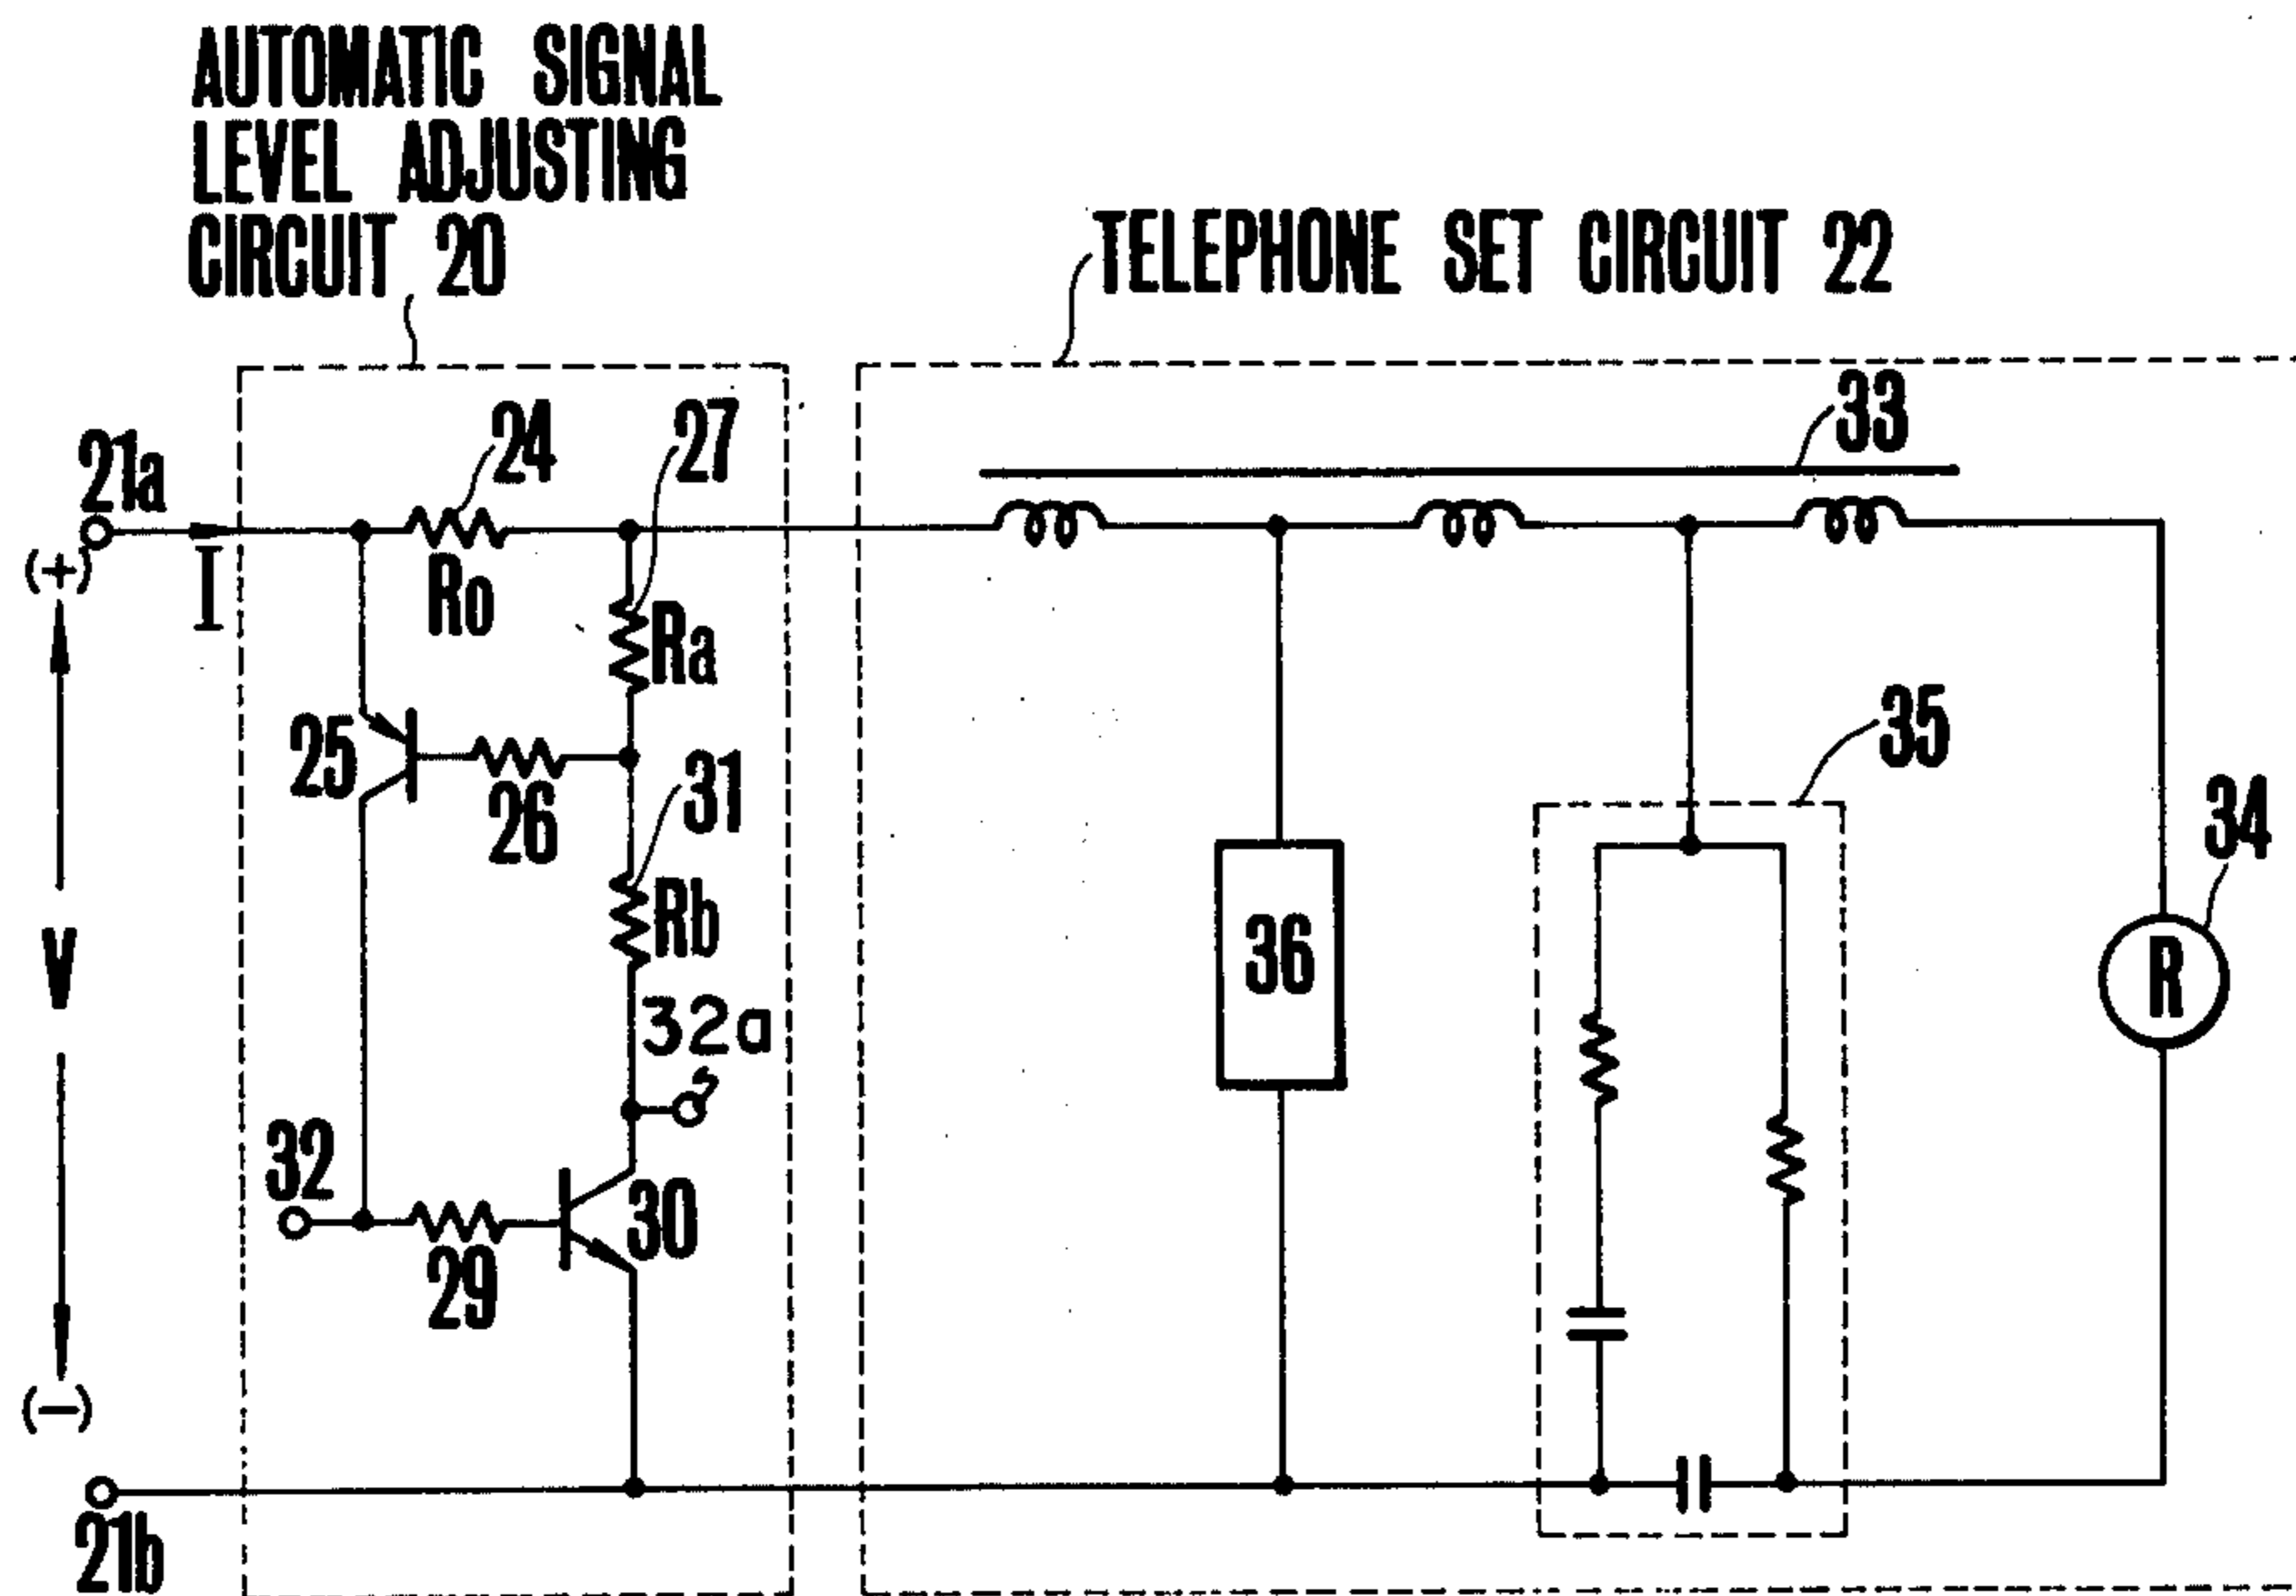 AUTOMATIC SIGNAL
LEVEL ADJUSTING
CIRCUIT 20
TELEPHONE SET CIRCUIT 22
33
24
27
21a
(+)
I
Ro
Ra
35
25
26
31
34
Rb
36
R
V
32a
32
30
29
(-)
21b